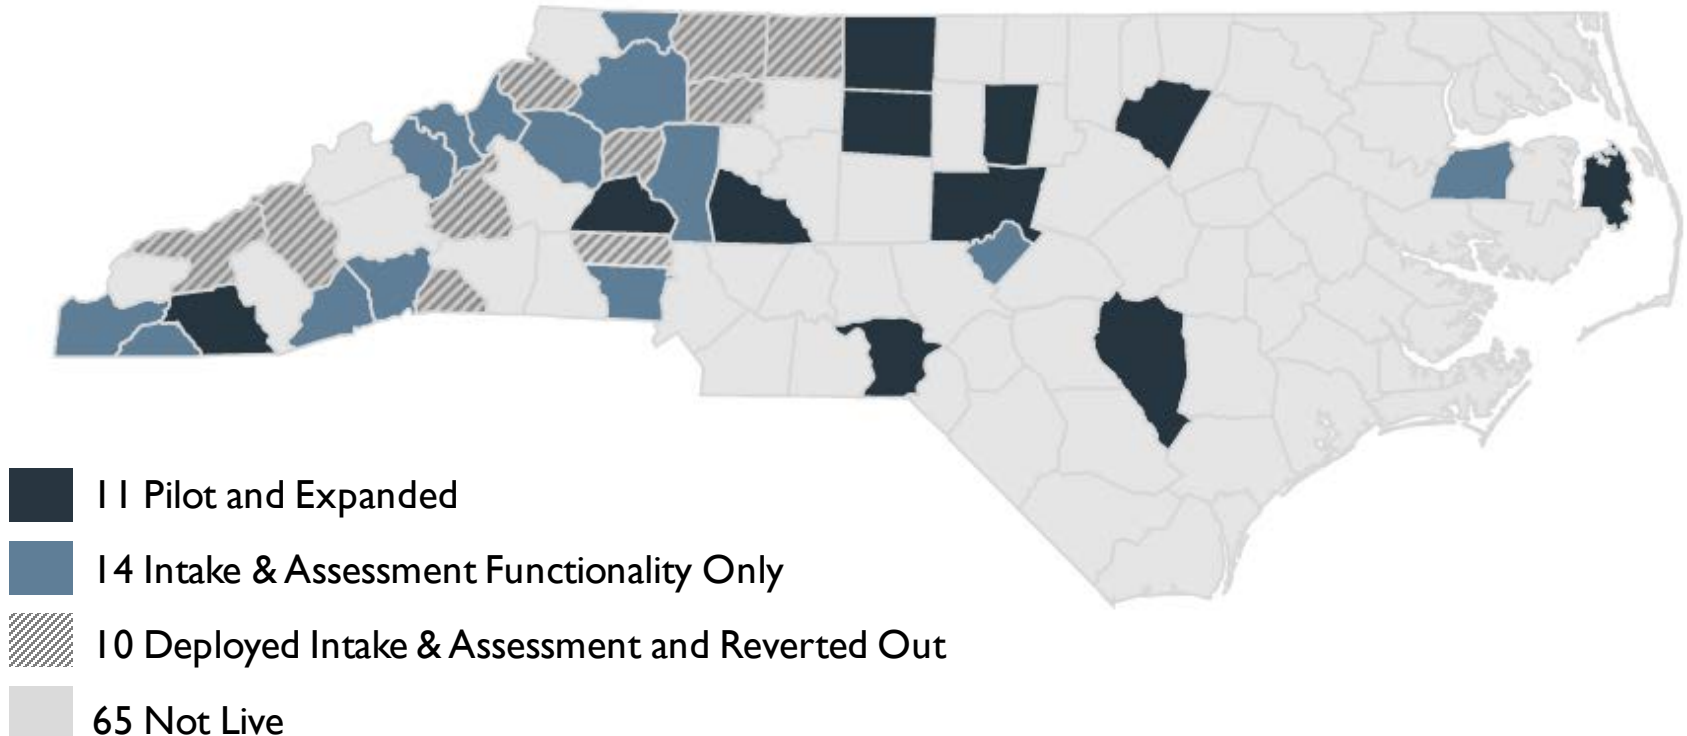 11 Pilot and Expanded
14 Intake & Assessment Functionality Only
10 Deployed Intake & Assessment and Reverted Out
65 Not Live